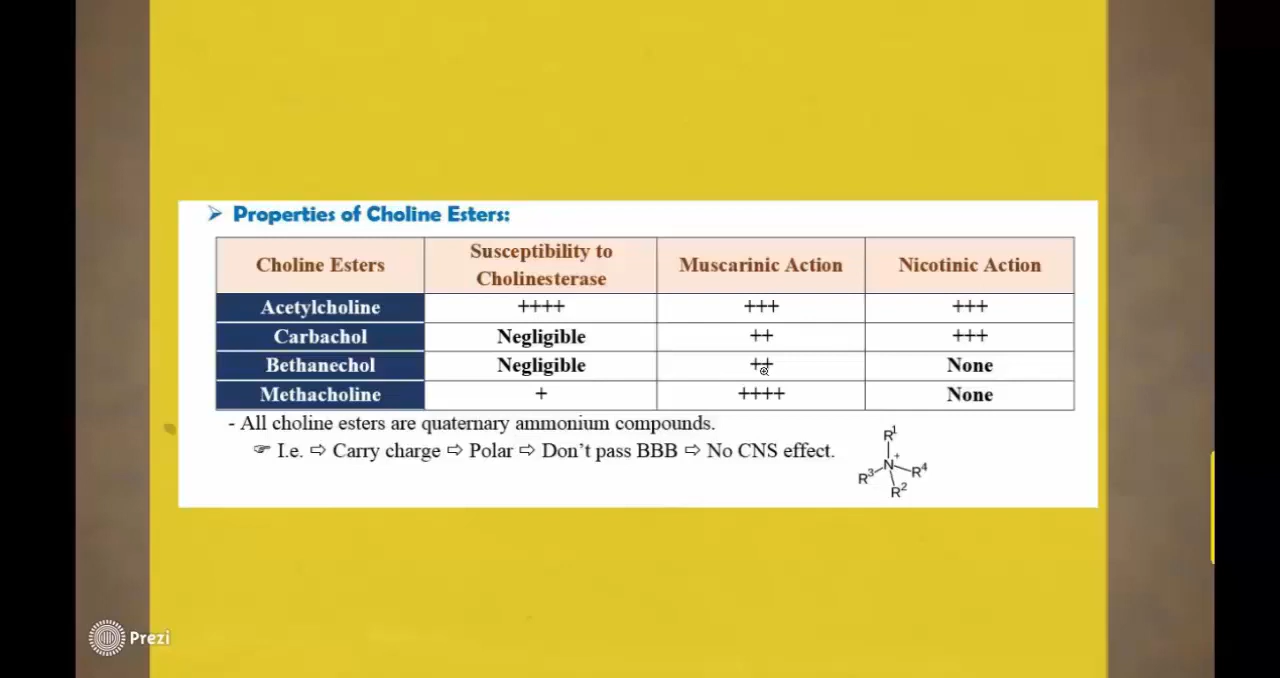 ➢ Properties of Choline Esters:
Choline Esters Susceptibility to Cholinesterase Muscarinic Action Nicotinic Action
Acetylcholine ++++ +++ +++
Carbachol Negligible ++ +++
Bethanechol Negligible ++ None
Methacholine + ++++ None
- All choline esters are quaternary ammonium compounds.
☞ I.e. ⇨ Carry charge ⇨ Polar ⇨ Don't pass BBB ⇨ No CNS effect.
R1
N+
R3 R4
R2
Prezi